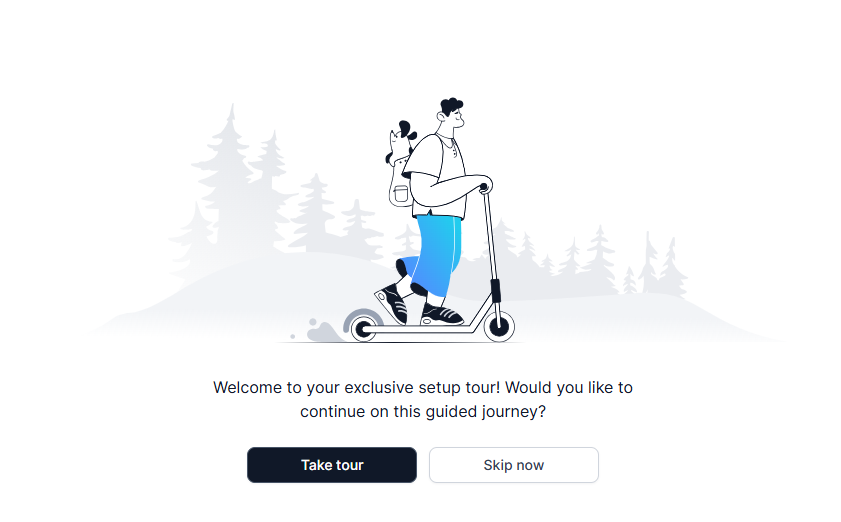 Welcome to your exclusive setup tour! Would you like to
continue on this guided journey?
Take tour
Skip now